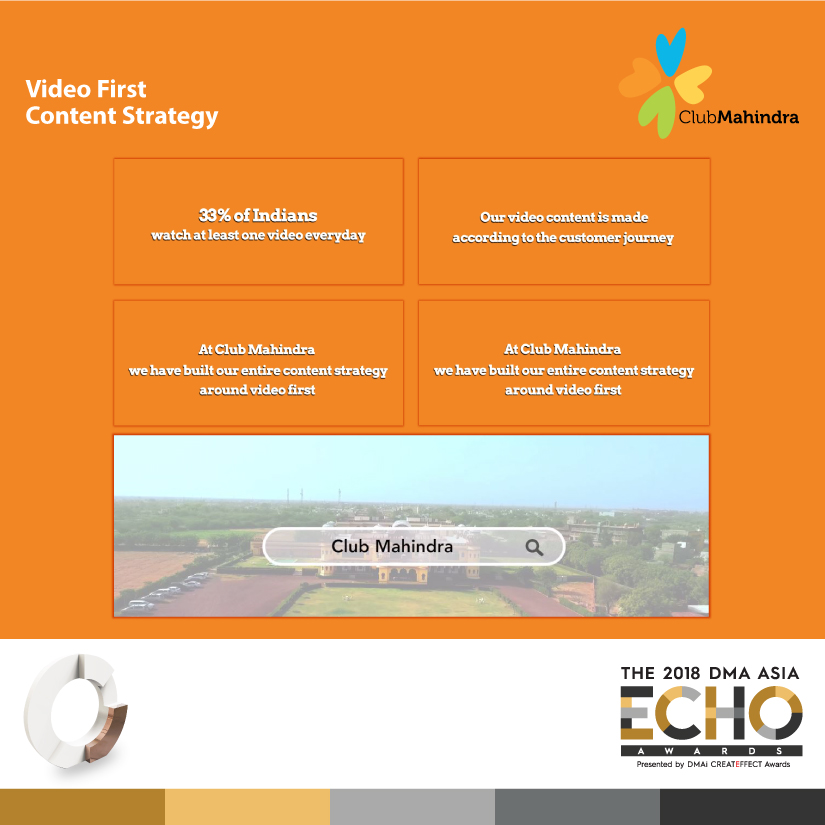 Video First
Content Strategy
ClubMahindra
33% of Indians
watch at least one video everyday
Our video content is made
according to the customer journey
At Club Mahindra
we have built our entire content strategy
around video first
At Club Mahindra
we have built our entire content strategy
around video first
Club Mahindra
THE 2018 DMA ASIA
ECHO
AWARDS
Presented by DMAi CREATEFFECT Awards